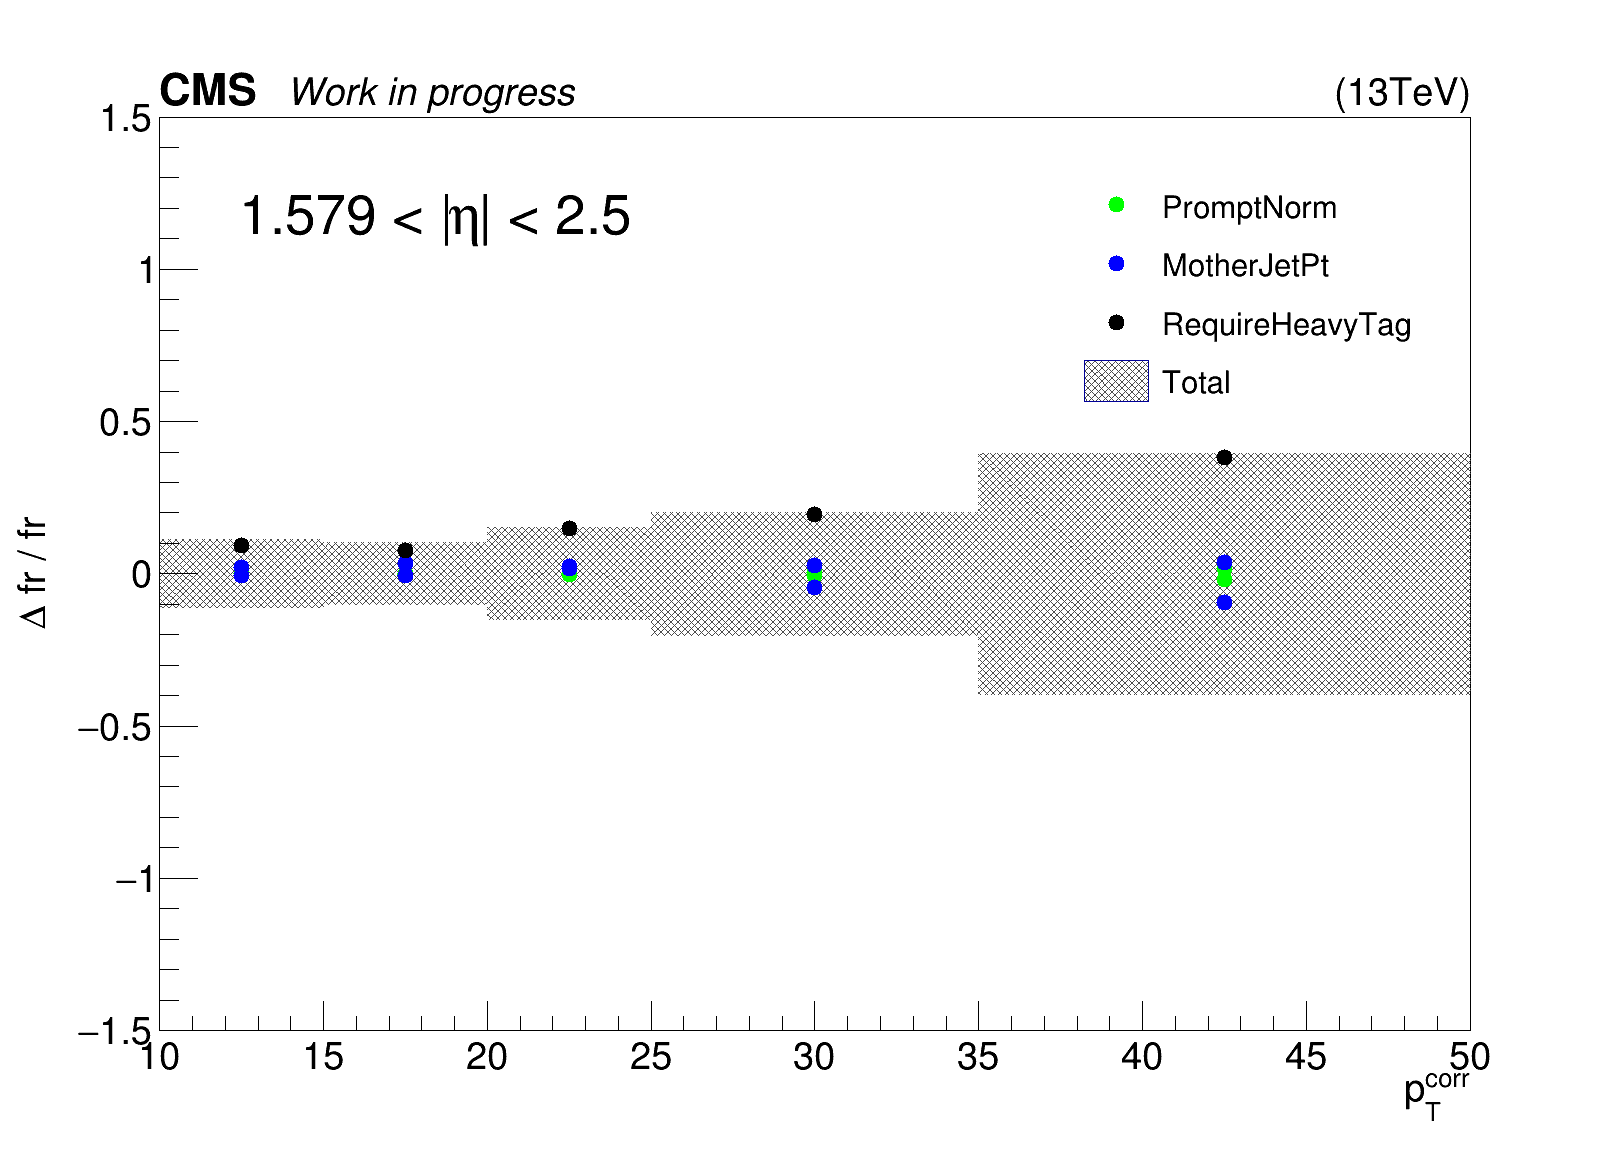 CMS Work in progress (13TeV)
1.579 < |η| < 2.5
PromptNorm
MotherJetPt
RequireHeavyTag
Total
Δ fr / fr
1.5
1
0.5
0
−0.5
−1
−1.5
10 15 20 25 30 35 40 45 50
p_T^corr